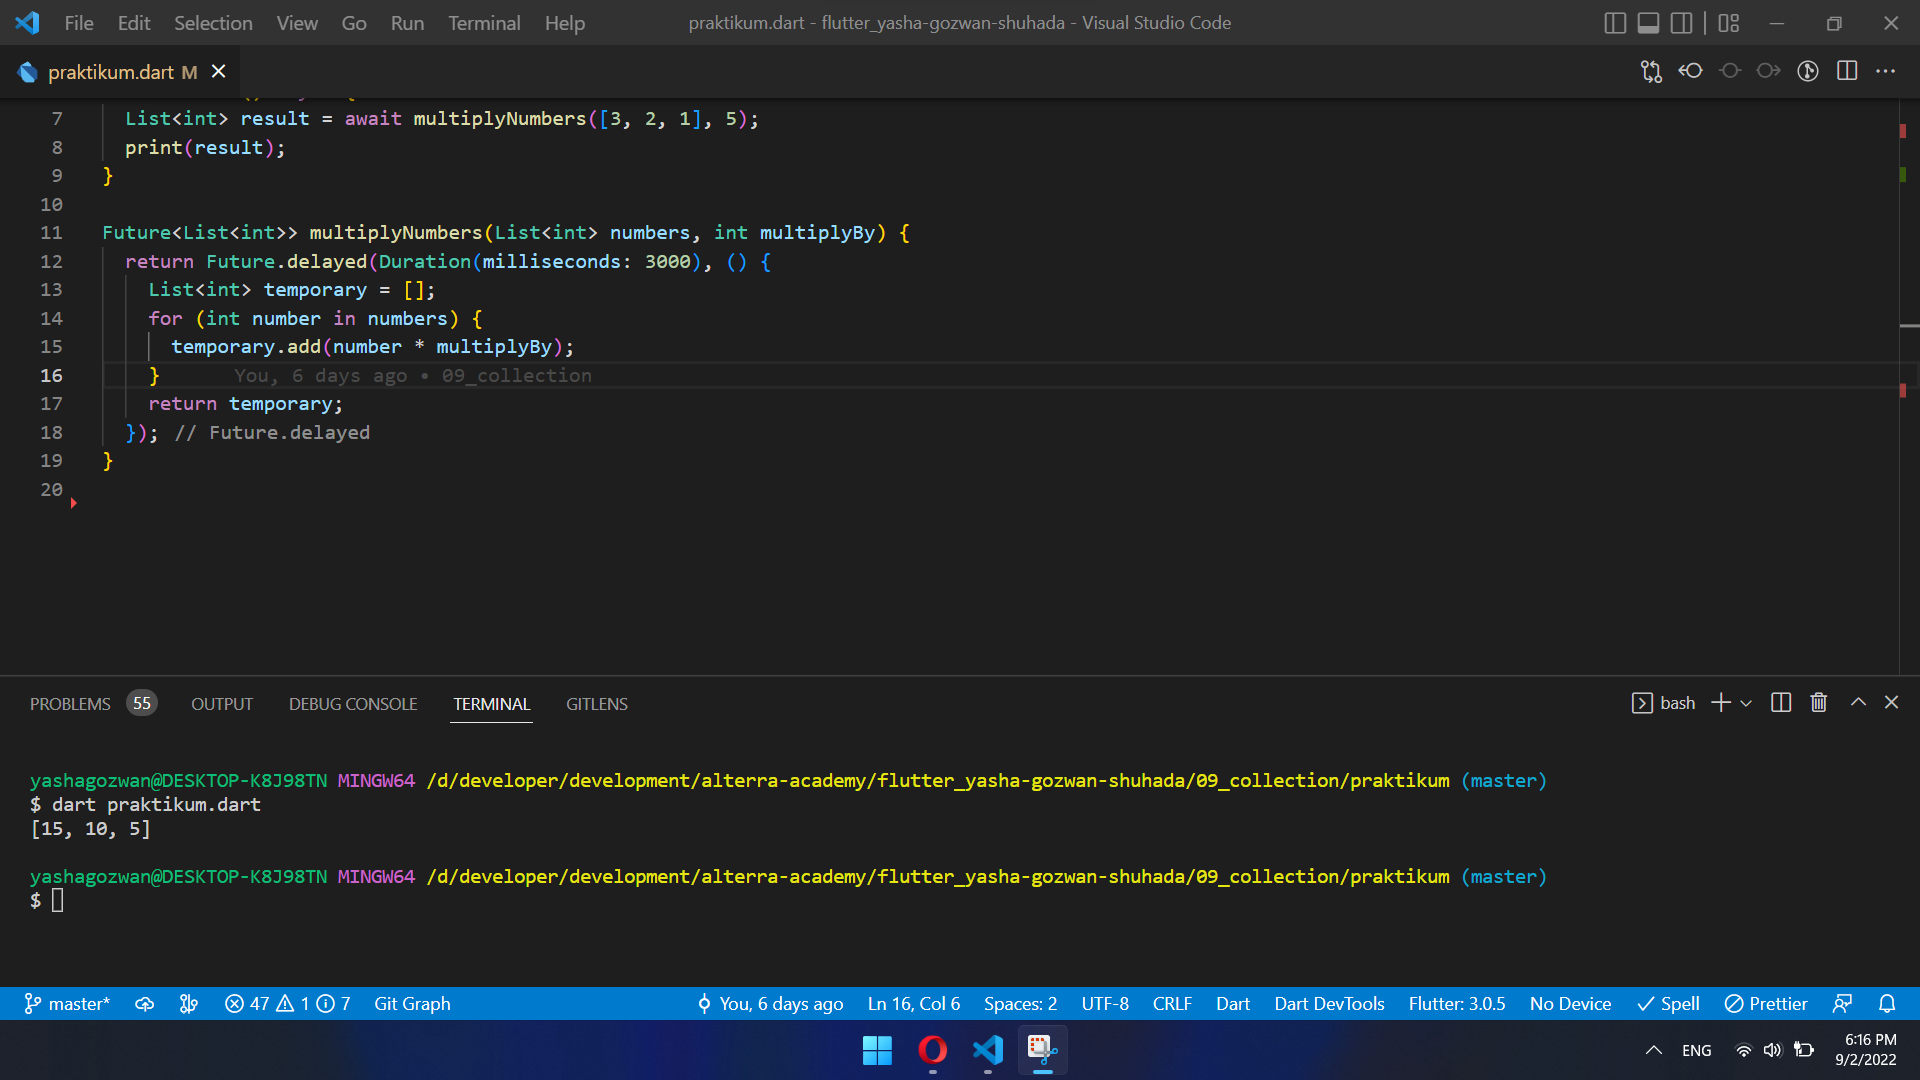 File Edit Selection View Go Run Terminal Help praktikum.dart - flutter_yasha-gozwan-shuhada - Visual Studio Code
praktikum.dart M
7 List<int> result = await multiplyNumbers([3, 2, 1], 5);
8 print(result);
9 }
10
11 Future<List<int>> multiplyNumbers(List<int> numbers, int multiplyBy) {
12 return Future.delayed(Duration(milliseconds: 3000), () {
13 List<int> temporary = [];
14 for (int number in numbers) {
15 temporary.add(number * multiplyBy);
16 } You, 6 days ago • 09_collection
17 return temporary;
18 }); // Future.delayed
19 }
20
PROBLEMS 55 OUTPUT DEBUG CONSOLE TERMINAL GITLENS bash
yashagozwan@DESKTOP-K8J98TN MINGW64 /d/developer/development/alterra-academy/flutter_yasha-gozwan-shuhada/09_collection/praktikum (master)
$ dart praktikum.dart
[15, 10, 5]
yashagozwan@DESKTOP-K8J98TN MINGW64 /d/developer/development/alterra-academy/flutter_yasha-gozwan-shuhada/09_collection/praktikum (master)
$
master* 47 1 7 Git Graph You, 6 days ago Ln 16, Col 6 Spaces: 2 UTF-8 CRLF Dart Dart DevTools Flutter: 3.0.5 No Device Spell Prettier
ENG 6:16 PM
9/2/2022